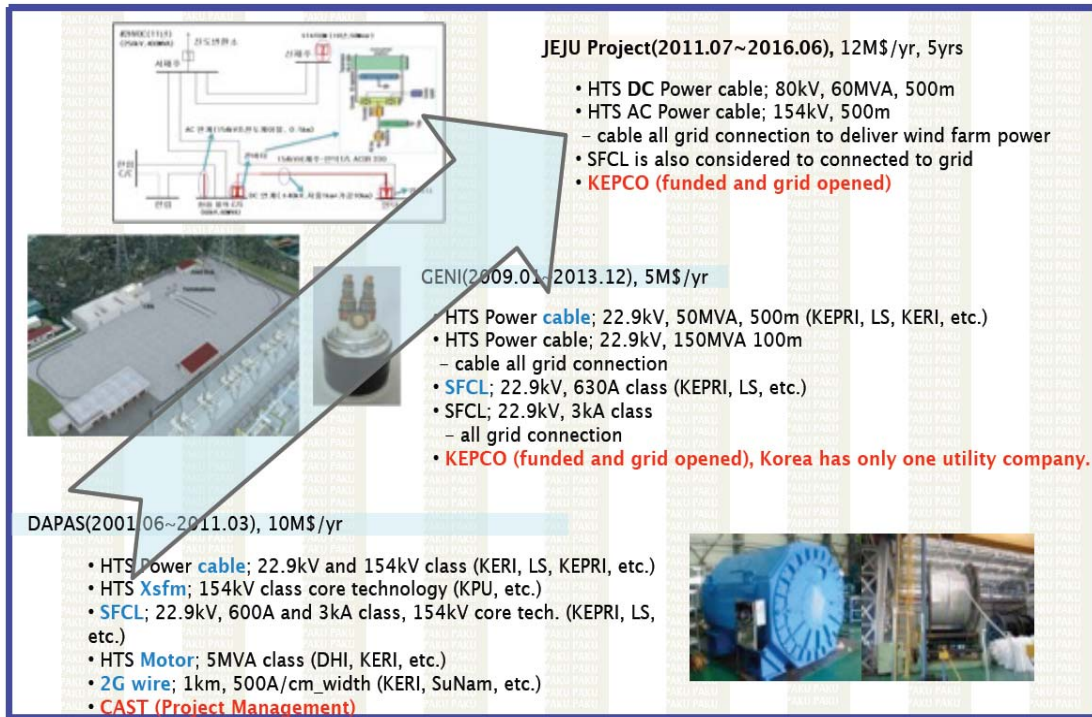 JEJU Project(2011.07~2016.06), 12M$/yr, 5yrs
• HTS DC Power cable; 80kV, 60MVA, 500m
• HTS AC Power cable; 154kV, 500m
– cable all grid connection to deliver wind farm power
• SFCL is also considered to connected to grid
• KEPCO (funded and grid opened)
서제주
신제주
GENI(2009.01~2013.12), 5M$/yr
• HTS Power cable; 22.9kV, 50MVA, 500m (KEPRI, LS, KERI, etc.)
• HTS Power cable; 22.9kV, 150MVA 100m
– cable all grid connection
• SFCL; 22.9kV, 630A class (KEPRI, LS, etc.)
• SFCL; 22.9kV, 3kA class
– all grid connection
• KEPCO (funded and grid opened), Korea has only one utility company.
DAPAS(2001.06~2011.03), 10M$/yr
• HTS Power cable; 22.9kV and 154kV class (KERI, LS, KEPRI, etc.)
• HTS Xsfm; 154kV class core technology (KPU, etc.)
• SFCL; 22.9kV, 600A and 3kA class, 154kV core tech. (KEPRI, LS,
etc.)
• HTS Motor; 5MVA class (DHI, KERI, etc.)
• 2G wire; 1km, 500A/cm_width (KERI, SuNam, etc.)
• CAST (Project Management)